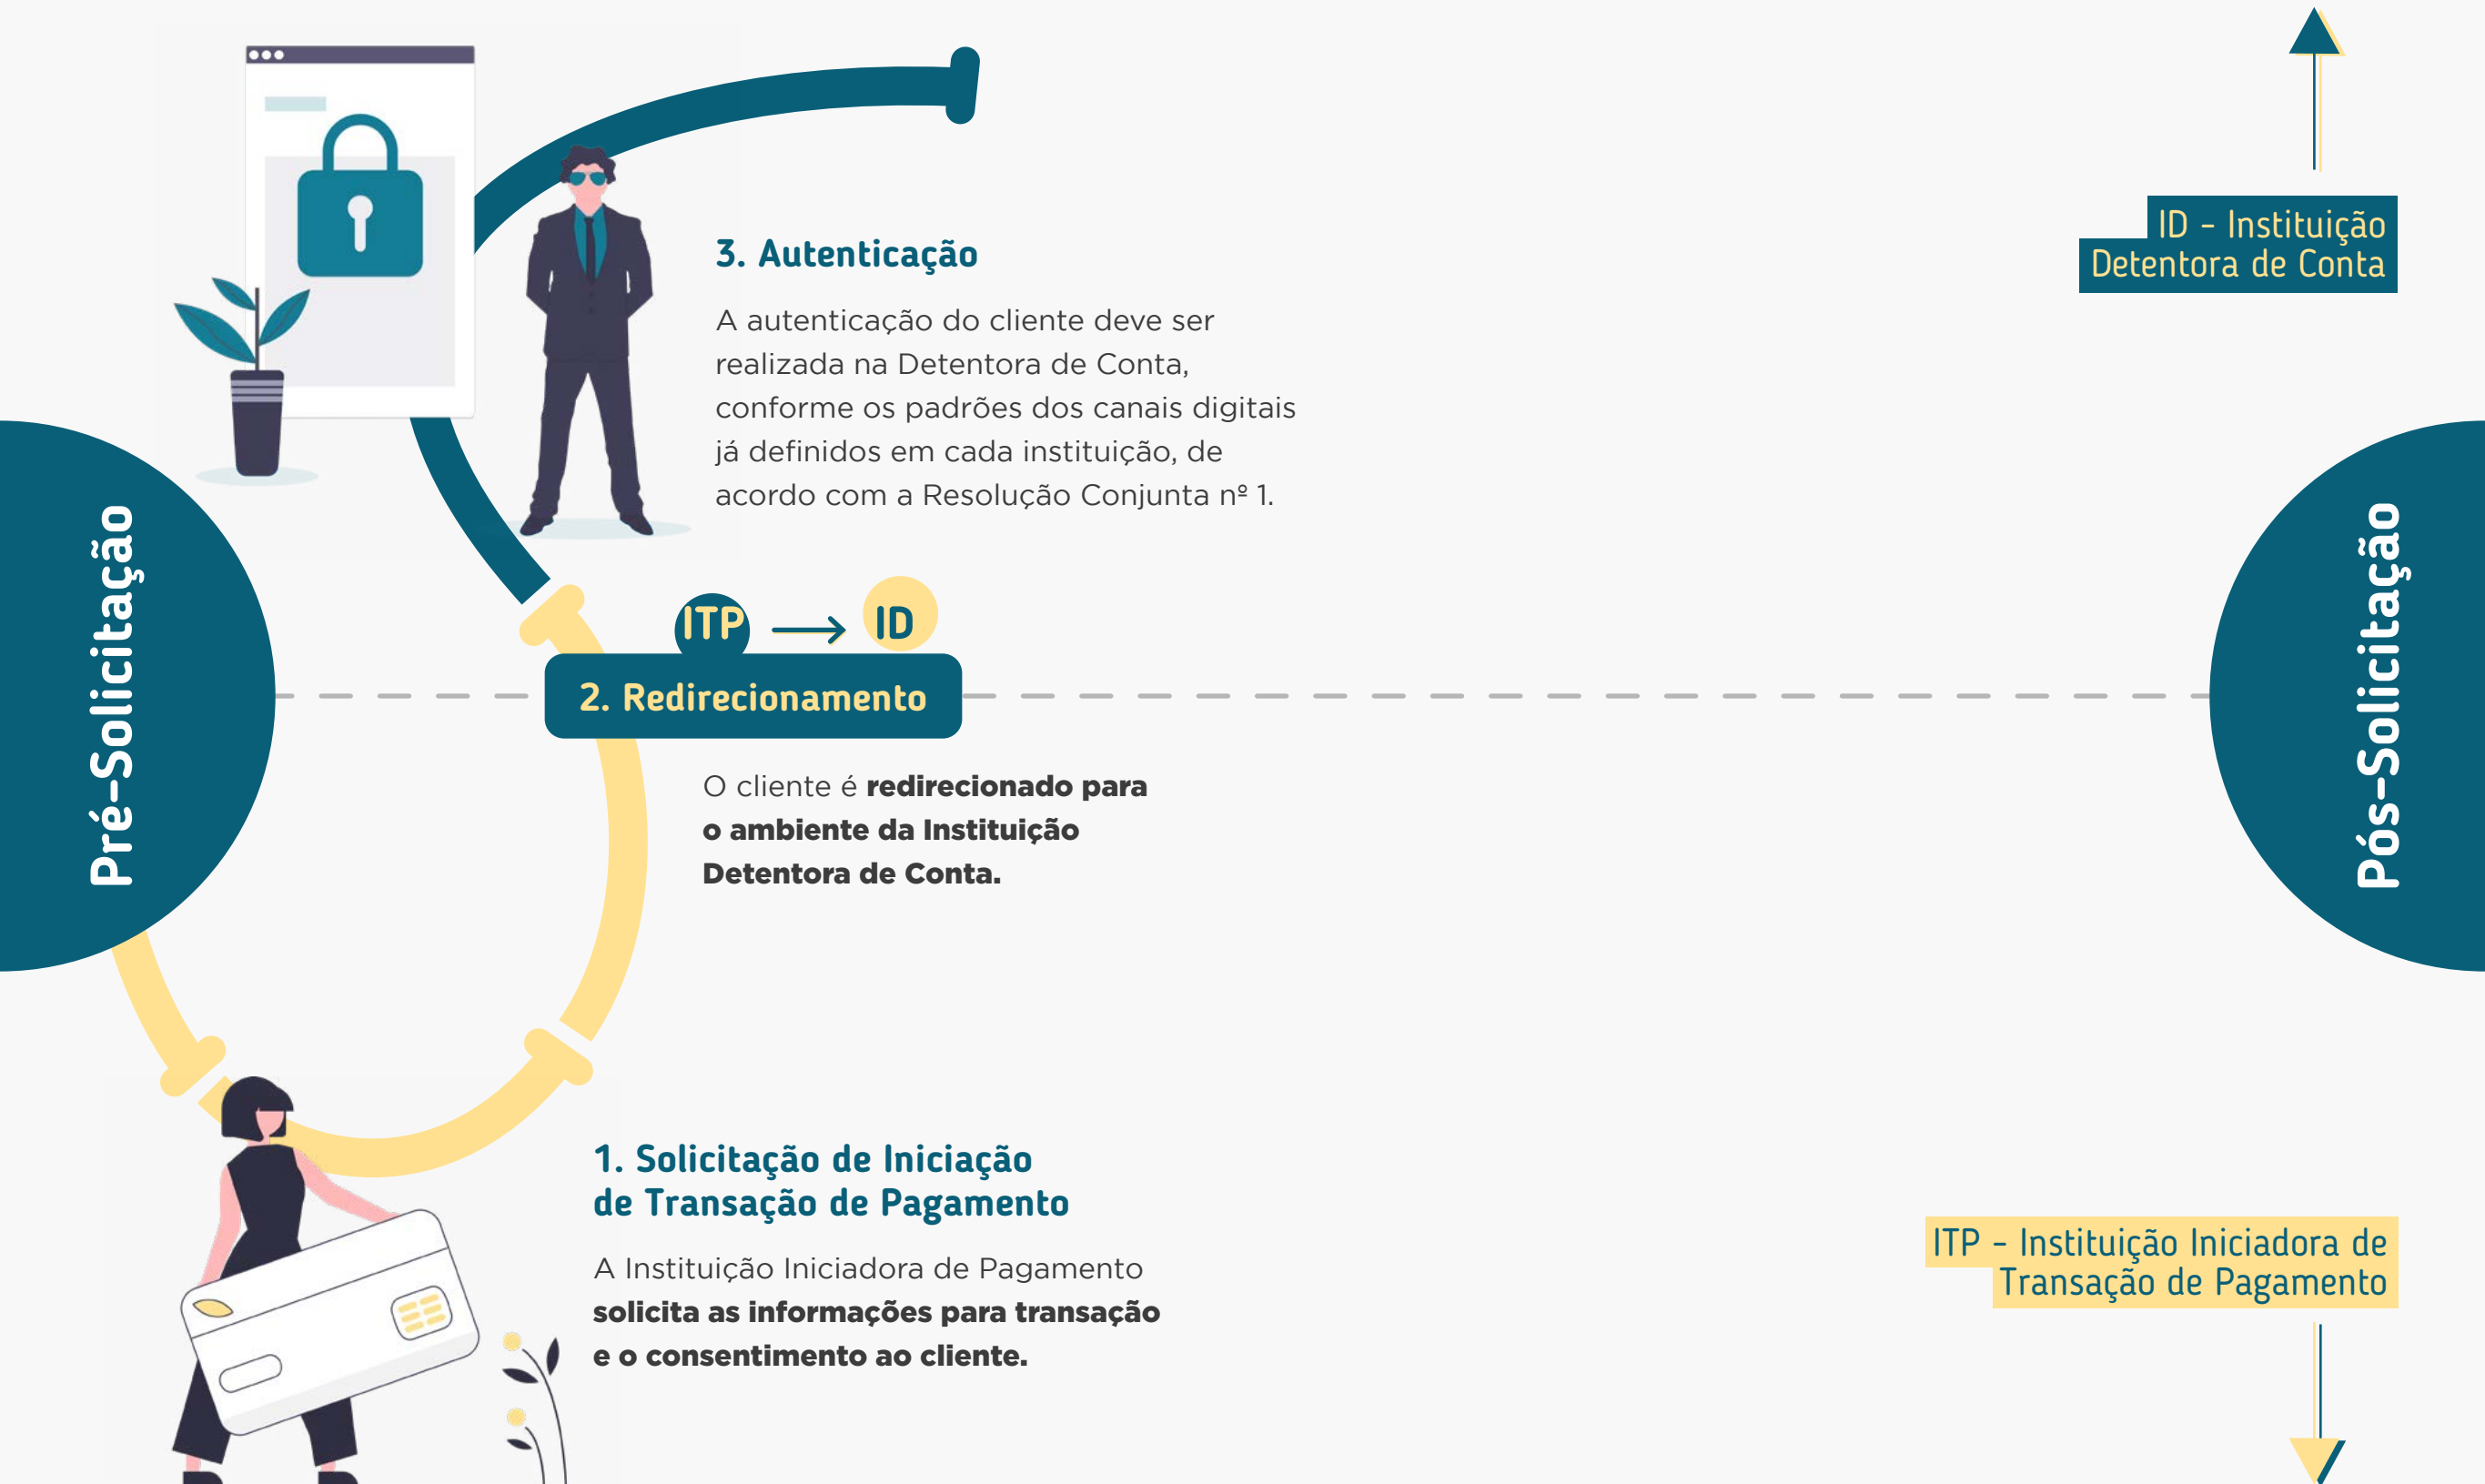 ID - Instituição
Detentora de Conta
3. Autenticação
A autenticação do cliente deve ser
realizada na Detentora de Conta,
conforme os padrões dos canais digitais
já definidos em cada instituição, de
acordo com a Resolução Conjunta nº 1.
Pré-Solicitação
ITP
ID
2. Redirecionamento
O cliente é redirecionado para
o ambiente da Instituição
Detentora de Conta.
Pós-Solicitação
1. Solicitação de Iniciação
de Transação de Pagamento
A Instituição Iniciadora de Pagamento
solicita as informações para transação
e o consentimento ao cliente.
ITP - Instituição Iniciadora de
Transação de Pagamento